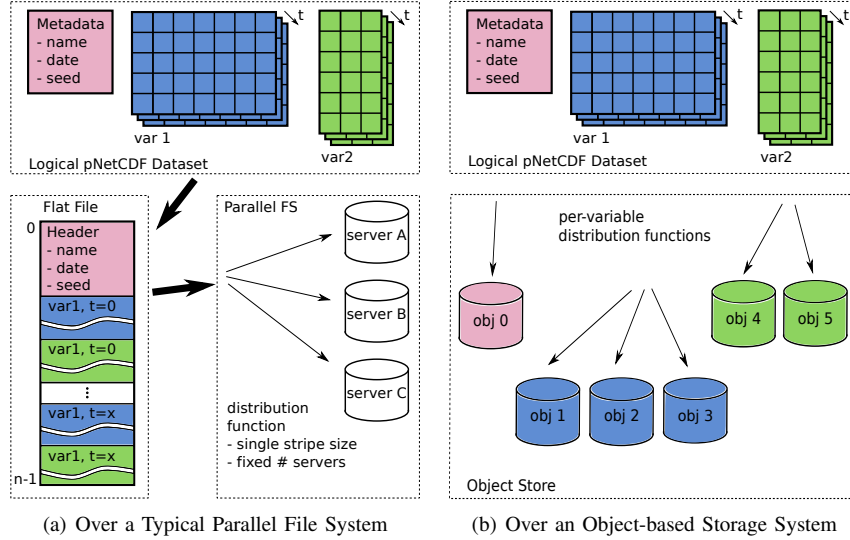 Metadata
- name
- date
- seed
t
t
var 1
var2
Logical pNetCDF Dataset
Flat File
0
Header
- name
- date
- seed
var1, t=0
var1, t=0
⋮
var1, t=x
var1, t=x
n-1
Parallel FS
server A
server B
server C
distribution
function
- single stripe size
- fixed # servers
(a) Over a Typical Parallel File System
Metadata
- name
- date
- seed
t
t
var 1
var2
Logical pNetCDF Dataset
per-variable
distribution functions
obj 0
obj 4
obj 5
obj 1
obj 2
obj 3
Object Store
(b) Over an Object-based Storage System